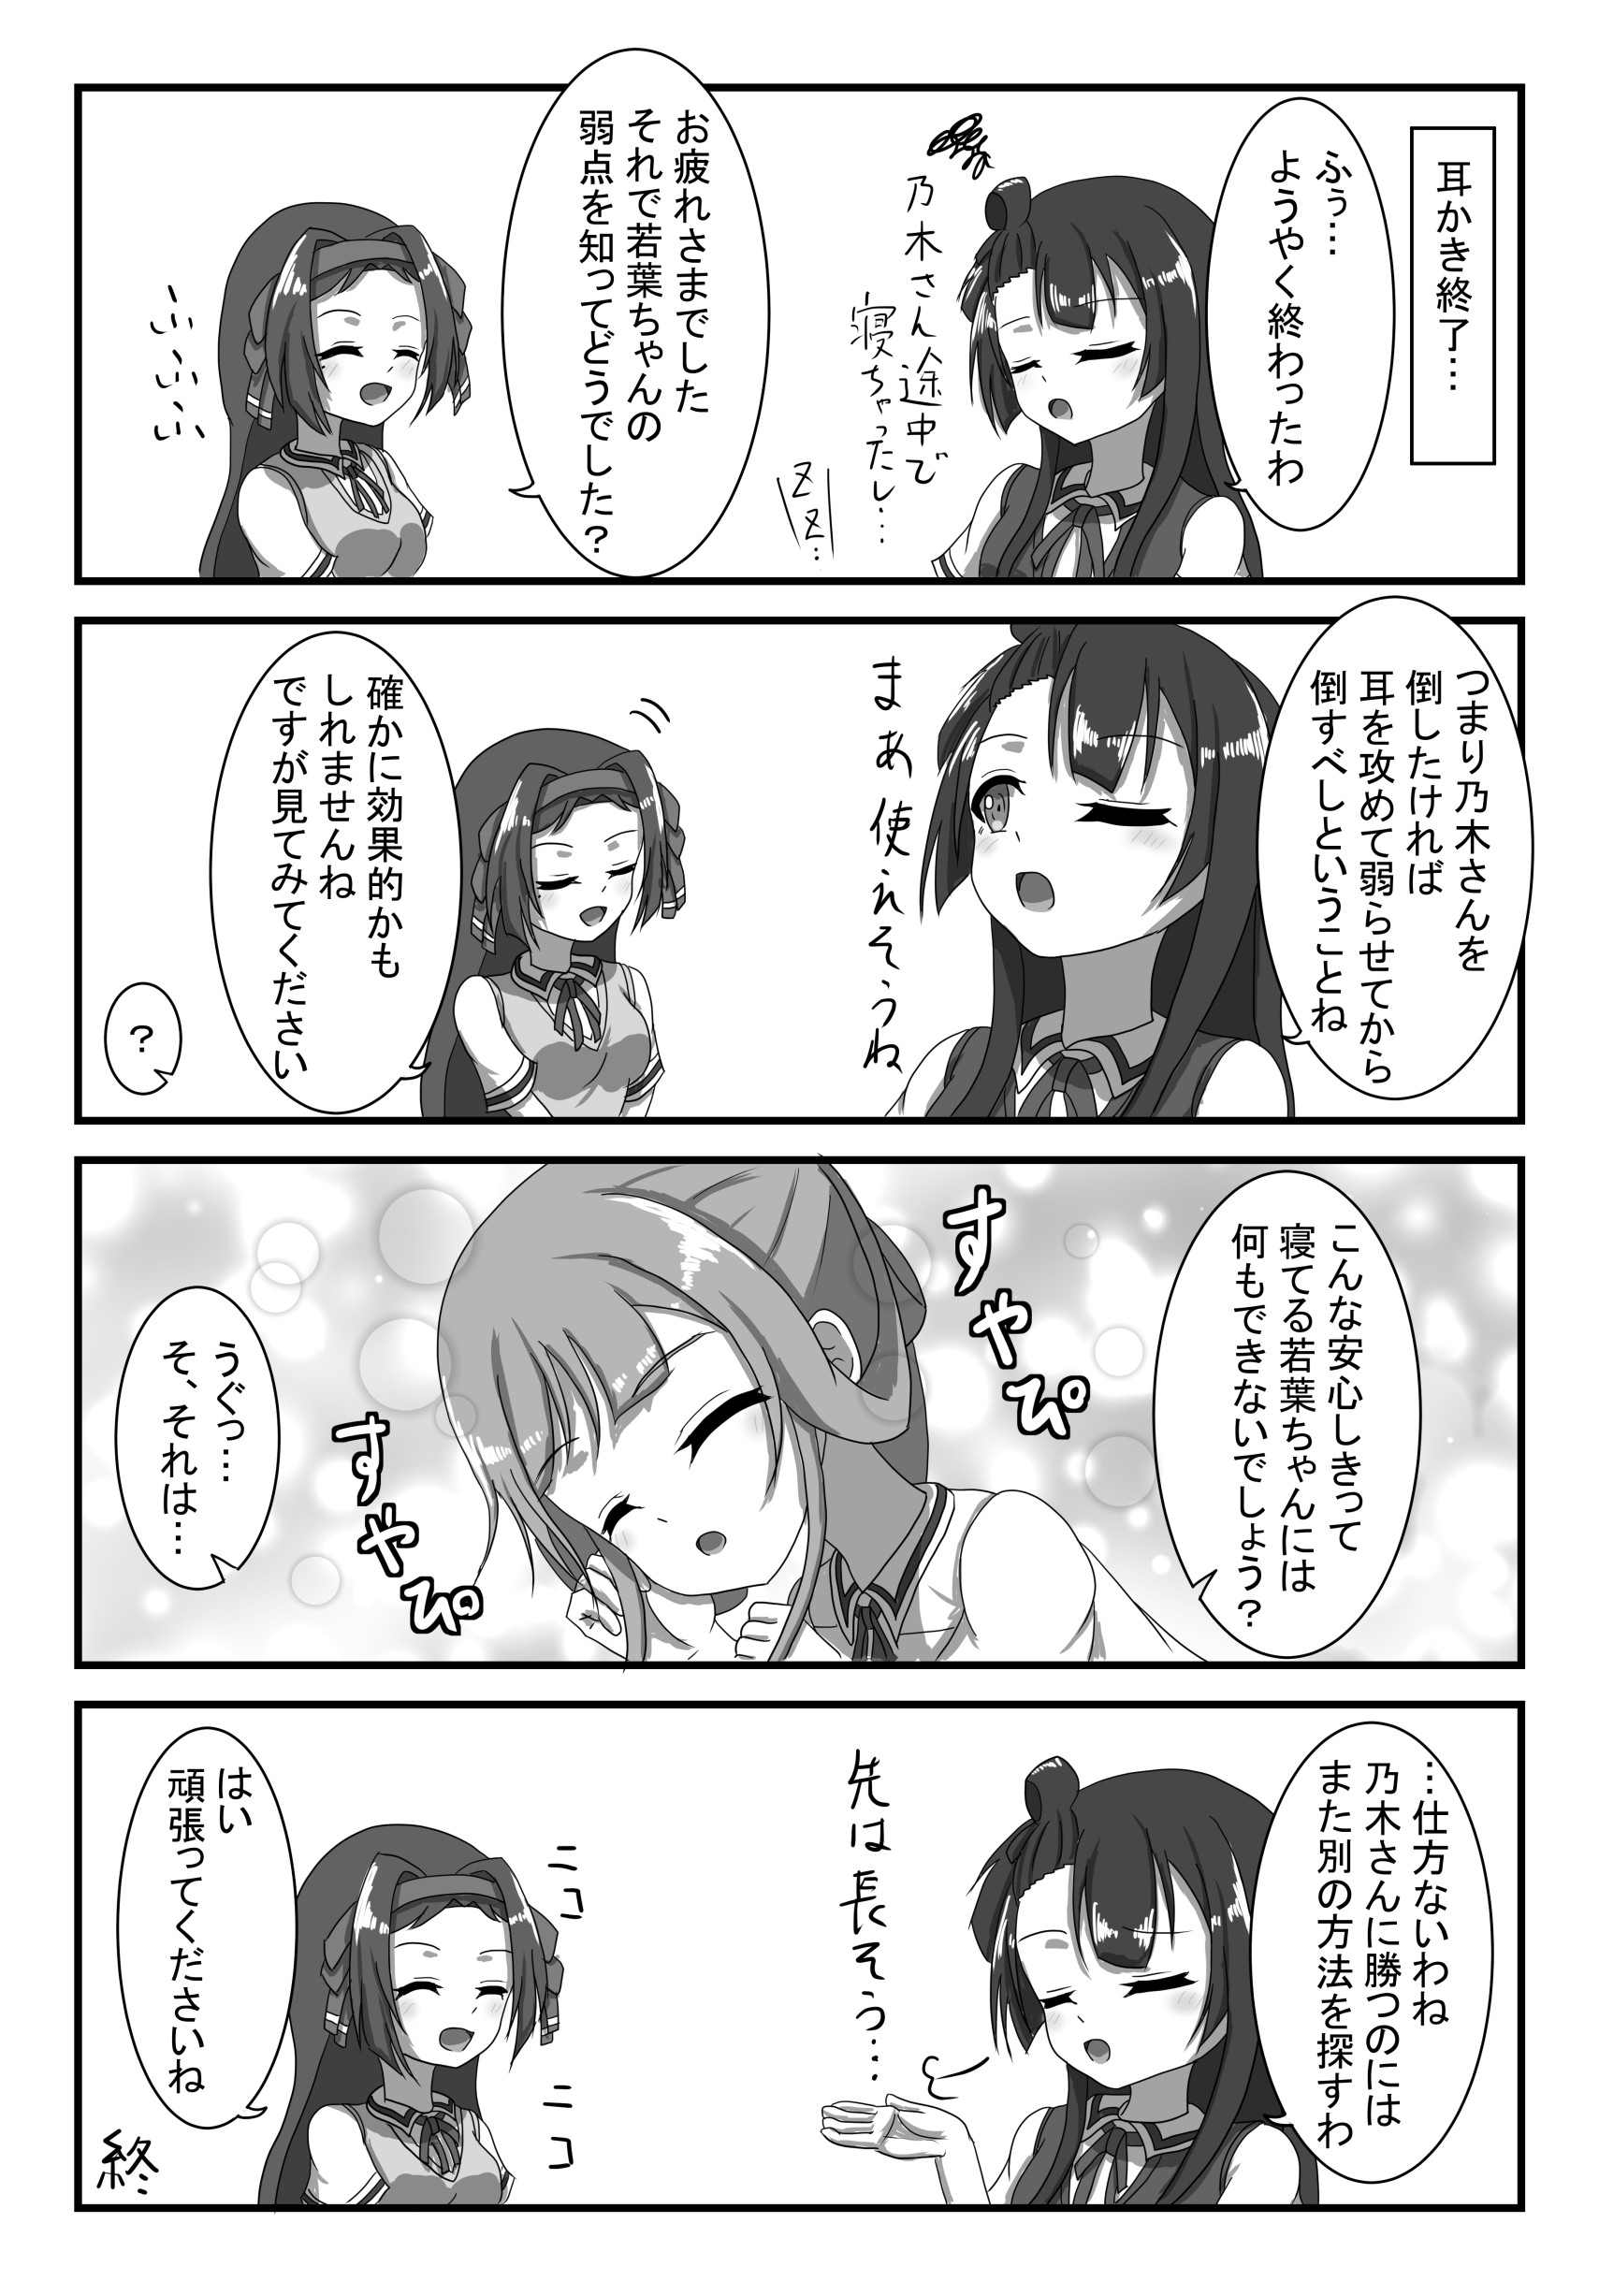 耳かき終了…
ふぅ…
ようやく終わったわ
乃木さん途中で
寝ちゃったし…
ZZ…
お疲れさまでした
それで若葉ちゃんの
弱点を知ってどうでした?
ふふふふ
つまり乃木さんを
倒したければ
耳を攻めて弱らせてから
倒すべしということね
まぁ使えそうね
確かに効果的かも
しれませんね
ですが見てみてください
?
こんな安心しきって
寝てる若葉ちゃんには
何もできないでしょう?
すやぴ
すやぴ
うぐっ…
そ、それは…
…仕方ないわね
乃木さんに勝つのには
また別の方法を探すわ
先は長そう…
ニコ
ニコ
はい
頑張ってくださいね
終